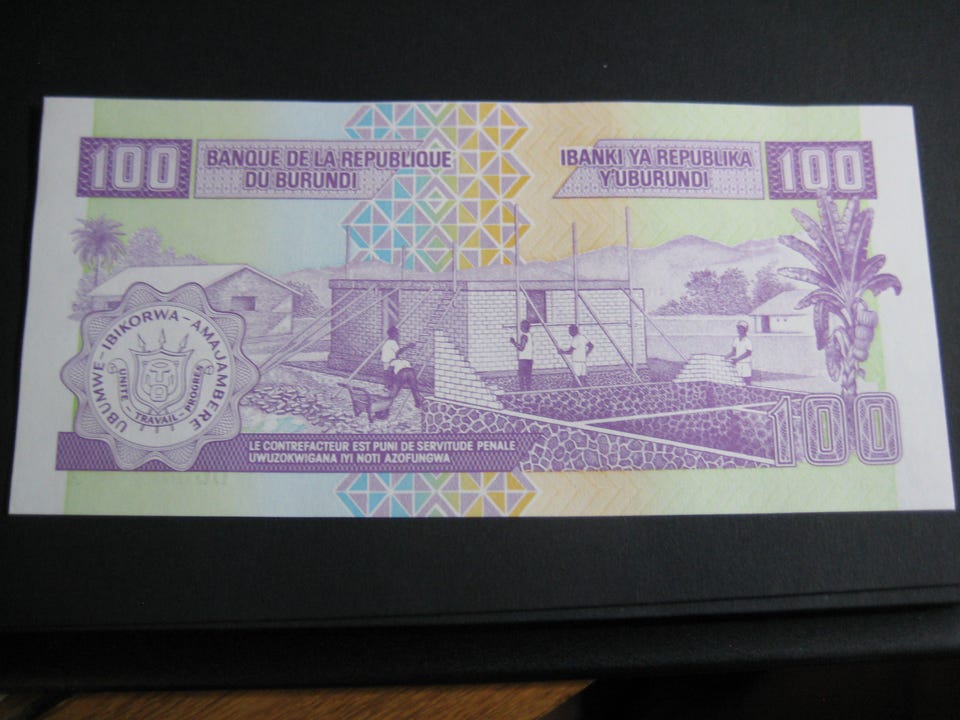 100
BANQUE DE LA REPUBLIQUE
DU BURUNDI
IBANKI YA REPUBLIKA
Y'UBURUNDI
100
UBUMWE - IBIKORWA - AMAJAMBERE
UNITE - TRAVAIL - PROGRES
LE CONTREFACTEUR EST PUNI DE SERVITUDE PENALE
UWUZOKWIGANA IYI NOTI AZOFUNGWA
100